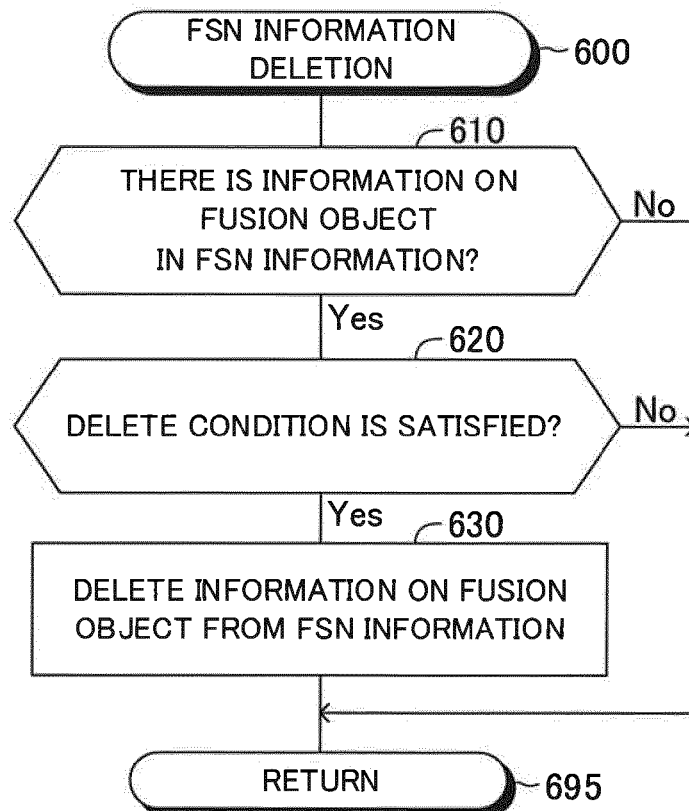 FSN INFORMATION
DELETION
600
610
THERE IS INFORMATION ON
FUSION OBJECT
IN FSN INFORMATION?
No
Yes
620
DELETE CONDITION IS SATISFIED?
No
Yes
630
DELETE INFORMATION ON FUSION
OBJECT FROM FSN INFORMATION
RETURN
695